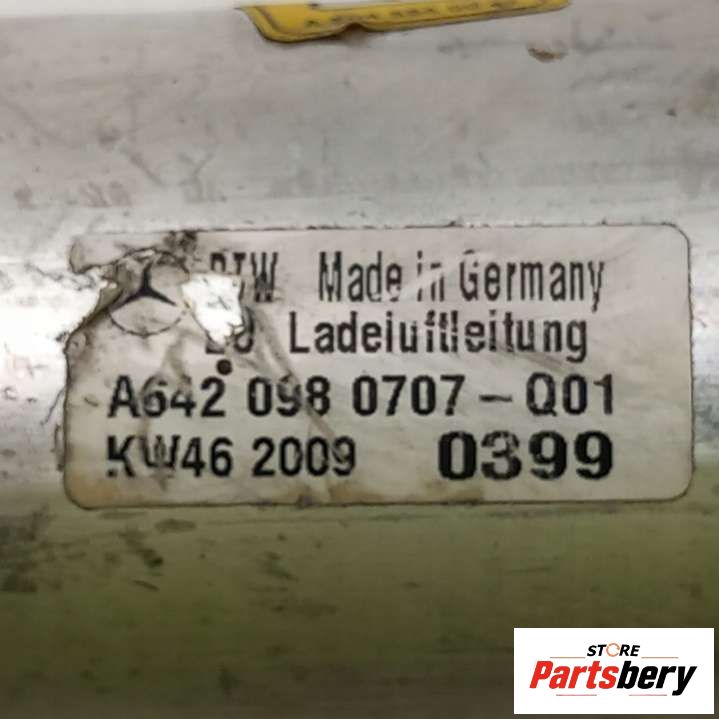 Made in Germany
Ladeluftleitung
A642 098 0707-Q01
KW46 2009 0399
STORE
Partsbery